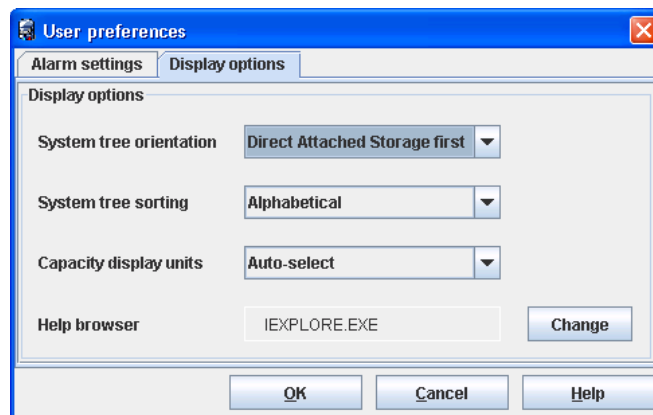 User preferences
Alarm settings Display options
Display options
System tree orientation Direct Attached Storage first
System tree sorting Alphabetical
Capacity display units Auto-select
Help browser IEXPLORE.EXE Change
OK Cancel Help